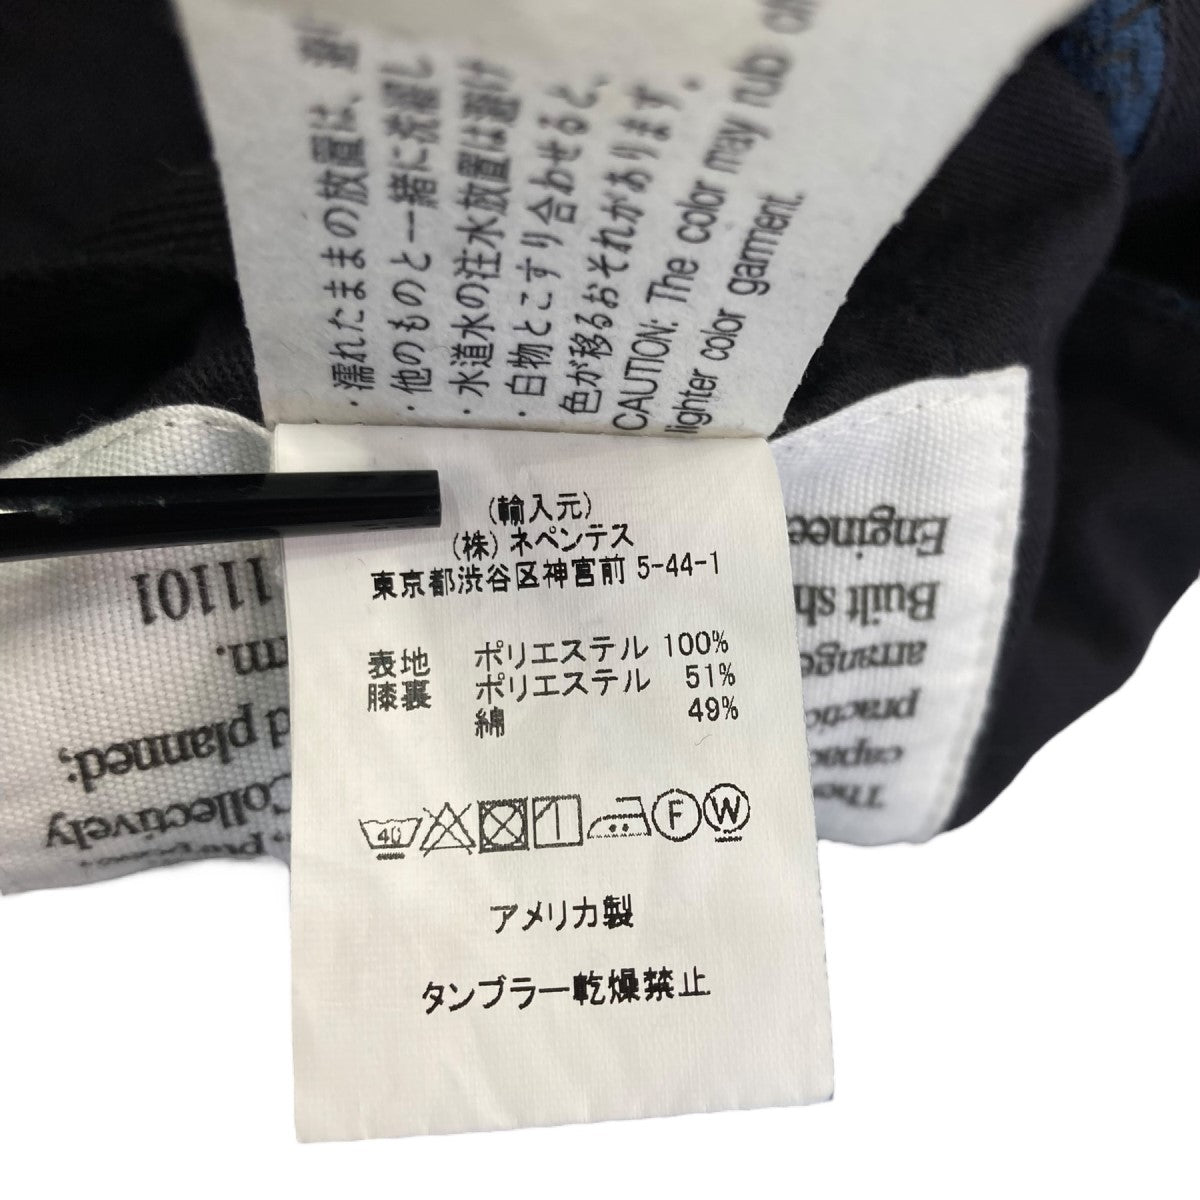 ・濡れたままの放置は、避け
・他のものと一緒に洗濯し
・水道水の注水放置は避け
・白物とこすり合わせると、
色が移るおそれがあります。
CAUTION: The color may rub
lighter color garment.
(輸入元)
(株) ネペンテス
東京都渋谷区神宮前 5-44-1
表地 ポリエステル 100%
膝裏 ポリエステル 51%
綿 49%
40
F
W
アメリカ製
タンブラー乾燥禁止
Built
11101
planned;
Collectively